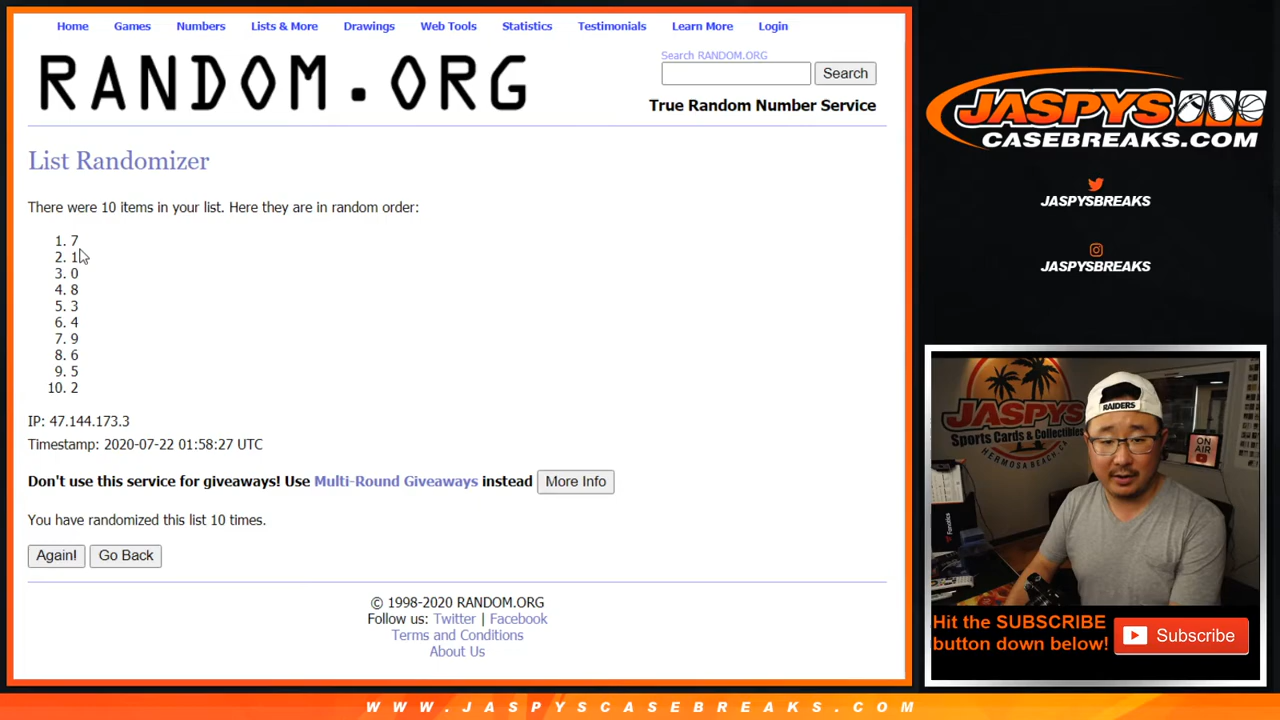 Home Games Numbers Lists & More Drawings Web Tools Statistics Testimonials Learn More Login
RANDOM.ORG
Search RANDOM.ORG
Search
True Random Number Service
List Randomizer
There were 10 items in your list. Here they are in random order:
1. 7
2. 1
3. 0
4. 8
5. 3
6. 4
7. 9
8. 6
9. 5
10. 2
IP: 47.144.173.3
Timestamp: 2020-07-22 01:58:27 UTC
Don't use this service for giveaways! Use Multi-Round Giveaways instead More Info
You have randomized this list 10 times.
Again! Go Back
© 1998-2020 RANDOM.ORG
Follow us: Twitter | Facebook
Terms and Conditions
About Us
JASPYS
CASEBREAKS.COM
JASPYSBREAKS
JASPYSBREAKS
JASPYS
Sports Cards & Collectibles
HERMOSA BEACH, CA
RAIDERS
ON
AIR
Fanatics
Hit the SUBSCRIBE
button down below!
Subscribe
WWW.JASPYSCASEBREAKS.COM